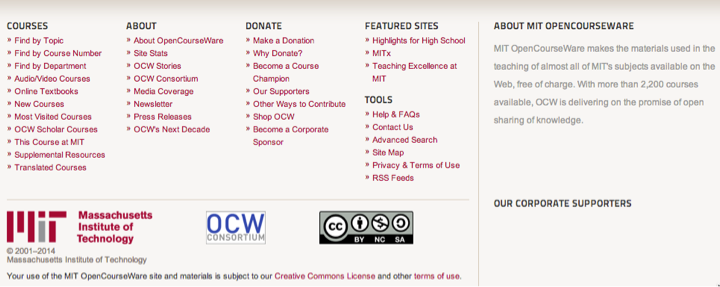 COURSES
» Find by Topic
» Find by Course Number
» Find by Department
» Audio/Video Courses
» Online Textbooks
» New Courses
» Most Visited Courses
» OCW Scholar Courses
» This Course at MIT
» Supplemental Resources
» Translated Courses
ABOUT
» About OpenCourseWare
» Site Stats
» OCW Stories
» OCW Consortium
» Media Coverage
» Newsletter
» Press Releases
» OCW's Next Decade
DONATE
» Make a Donation
» Why Donate?
» Become a Course
Champion
» Our Supporters
» Other Ways to Contribute
» Shop OCW
» Become a Corporate
Sponsor
FEATURED SITES
» Highlights for High School
» MITx
» Teaching Excellence at
MIT
TOOLS
» Help & FAQs
» Contact Us
» Advanced Search
» Site Map
» Privacy & Terms of Use
» RSS Feeds
ABOUT MIT OPENCOURSEWARE
MIT OpenCourseWare makes the materials used in the
teaching of almost all of MIT's subjects available on the
Web, free of charge. With more than 2,200 courses
available, OCW is delivering on the promise of open
sharing of knowledge.
OUR CORPORATE SUPPORTERS
MIT
Massachusetts
Institute of
Technology
OCW
CONSORTIUM
cc
BY NC SA
© 2001–2014
Massachusetts Institute of Technology
Your use of the MIT OpenCourseWare site and materials is subject to our Creative Commons License and other terms of use.